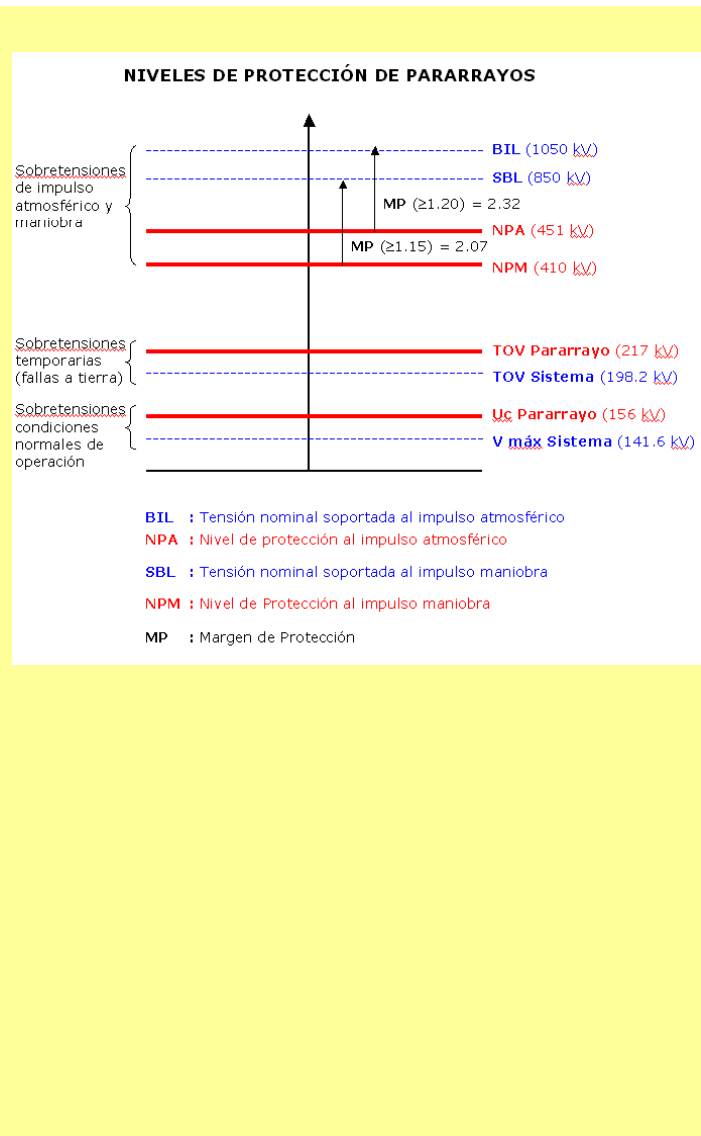 NIVELES DE PROTECCIÓN DE PARARRAYOS
Sobretensiones
de impulso
atmosférico y
maniobra
BIL (1050 kV)
SBL (850 kV)
MP (≥1.20) = 2.32
NPA (451 kV)
MP (≥1.15) = 2.07
NPM (410 kV)
Sobretensiones
temporarias
(fallas a tierra)
TOV Pararrayo (217 kV)
TOV Sistema (198.2 kV)
Sobretensiones
condiciones
normales de
operación
Uc Pararrayo (156 kV)
V máx Sistema (141.6 kV)
BIL : Tensión nominal soportada al impulso atmosférico
NPA : Nivel de protección al impulso atmosférico
SBL : Tensión nominal soportada al impulso maniobra
NPM : Nivel de Protección al impulso maniobra
MP : Margen de Protección